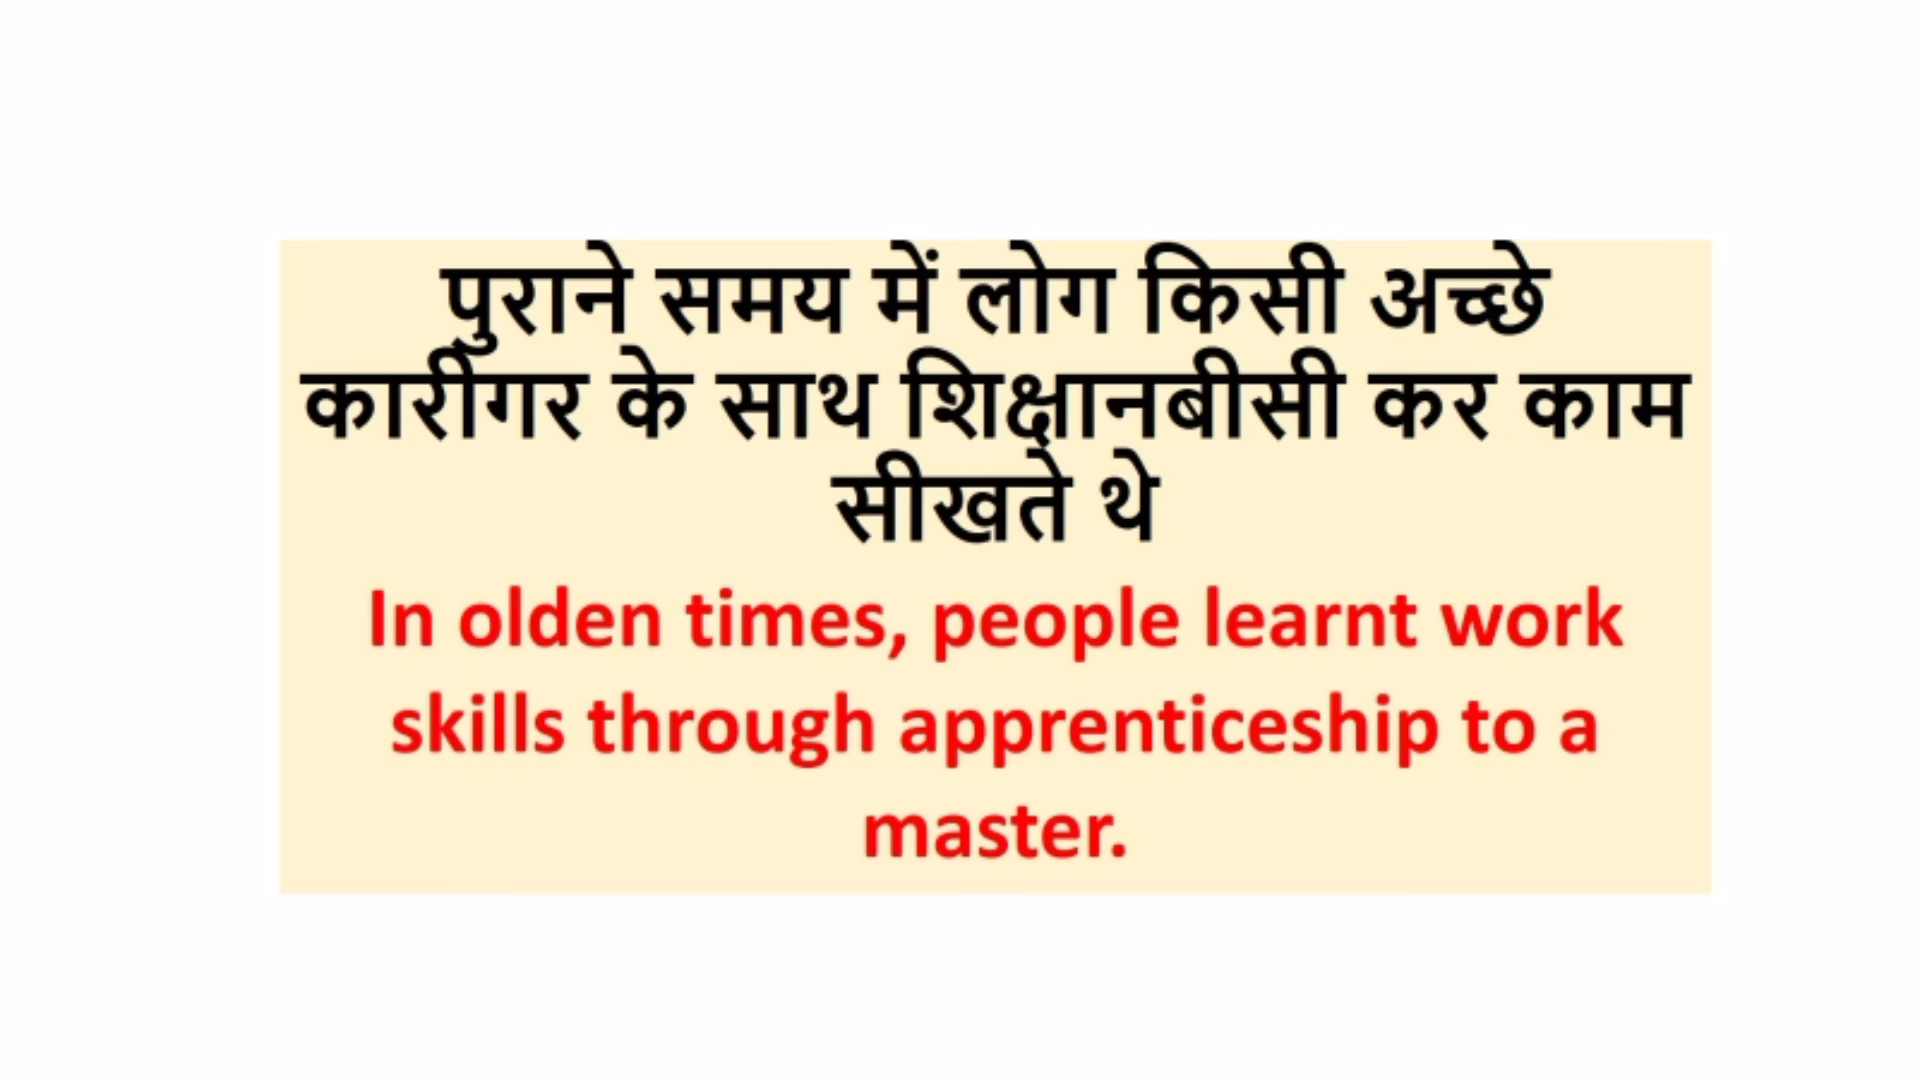 पुराने समय में लोग किसी अच्छे
कारीगर के साथ शिक्षानबीसी कर काम
सीखते थे
In olden times, people learnt work
skills through apprenticeship to a
master.